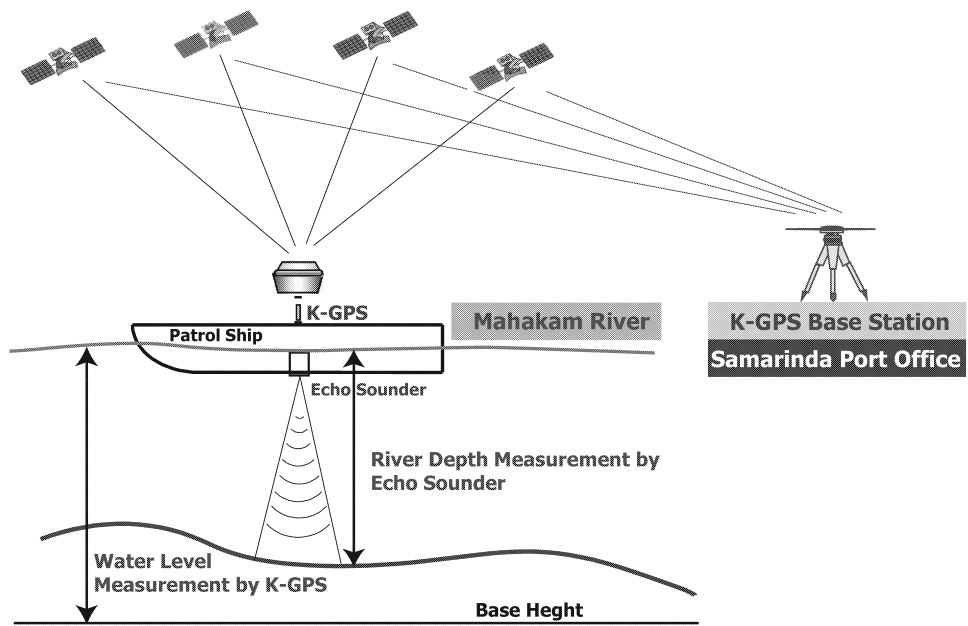 K-GPS
Patrol Ship
Mahakam River
K-GPS Base Station
Samarinda Port Office
Echo Sounder
River Depth Measurement by
Echo Sounder
Water Level
Measurement by K-GPS
Base Heght